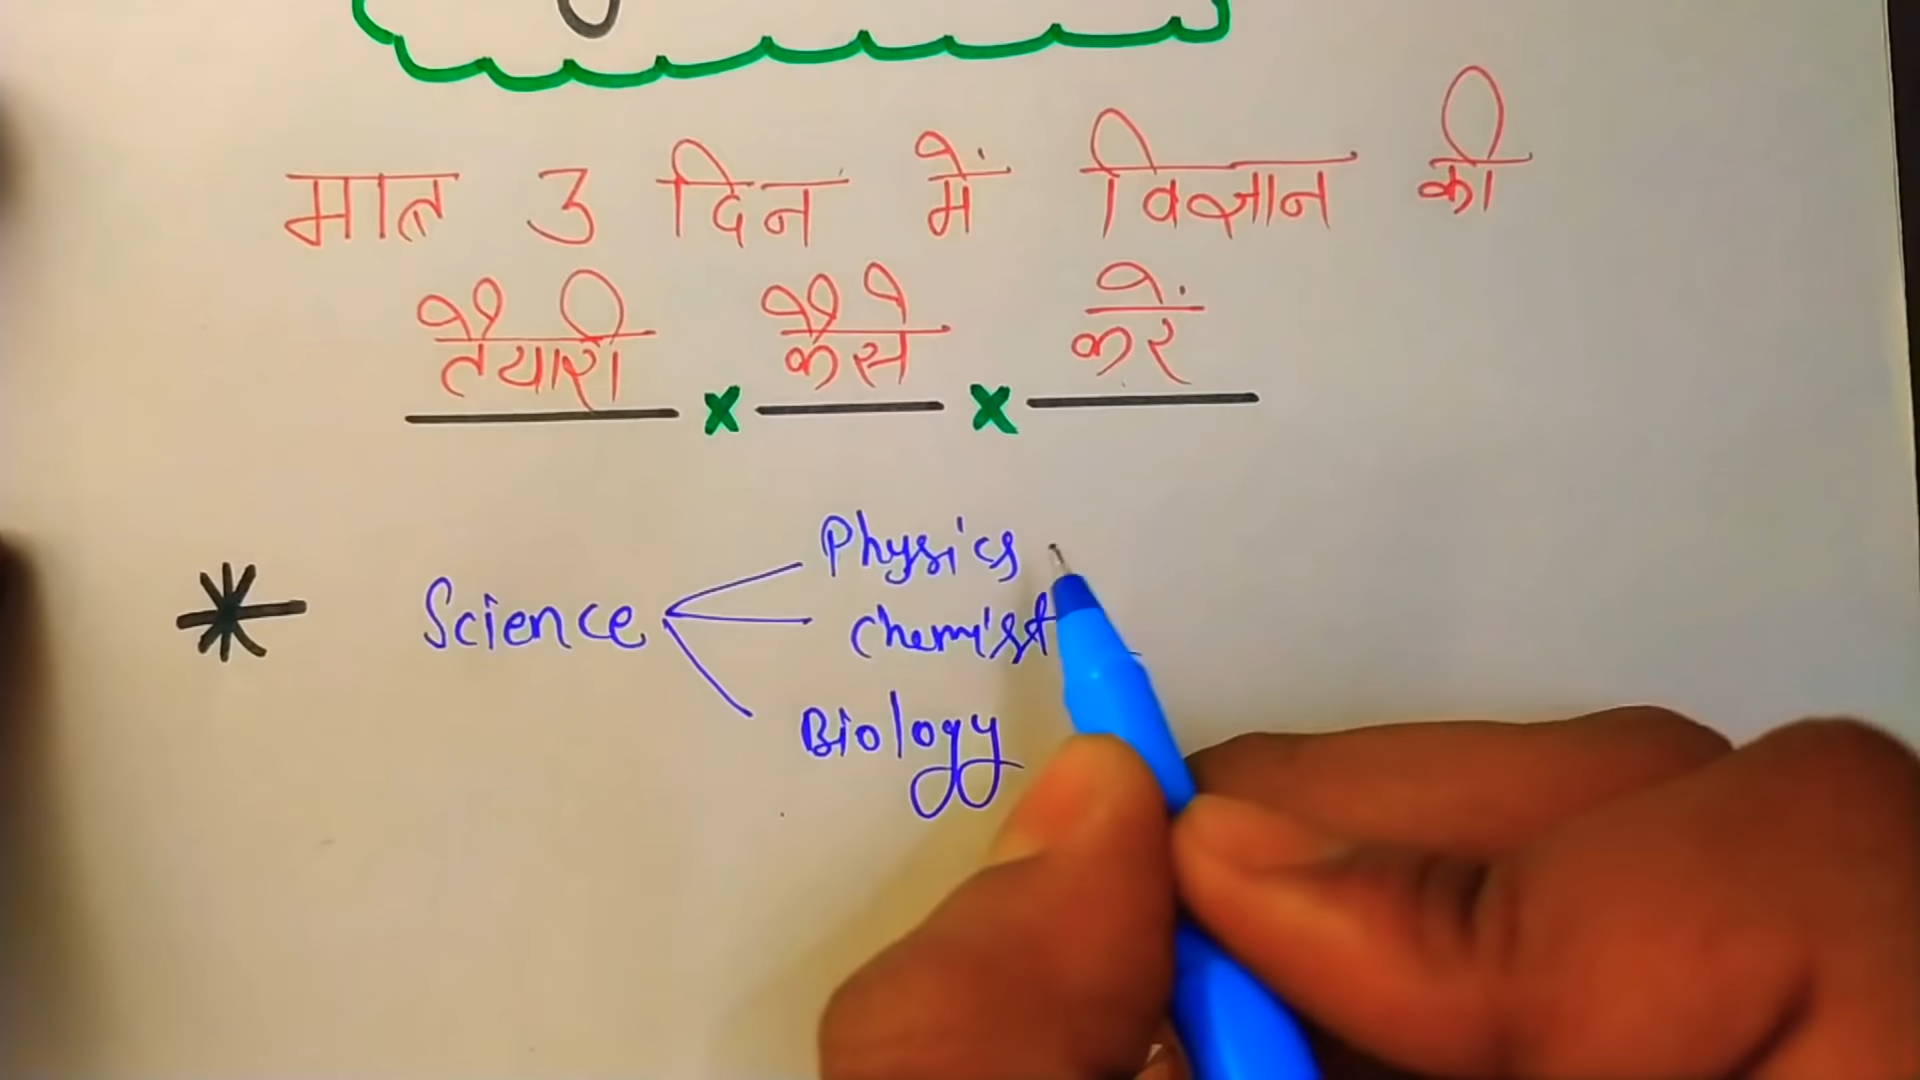 मात्र 3 दिन में विज्ञान की
तैयारी कैसे करें
Science
Physics
Chemist
Biology